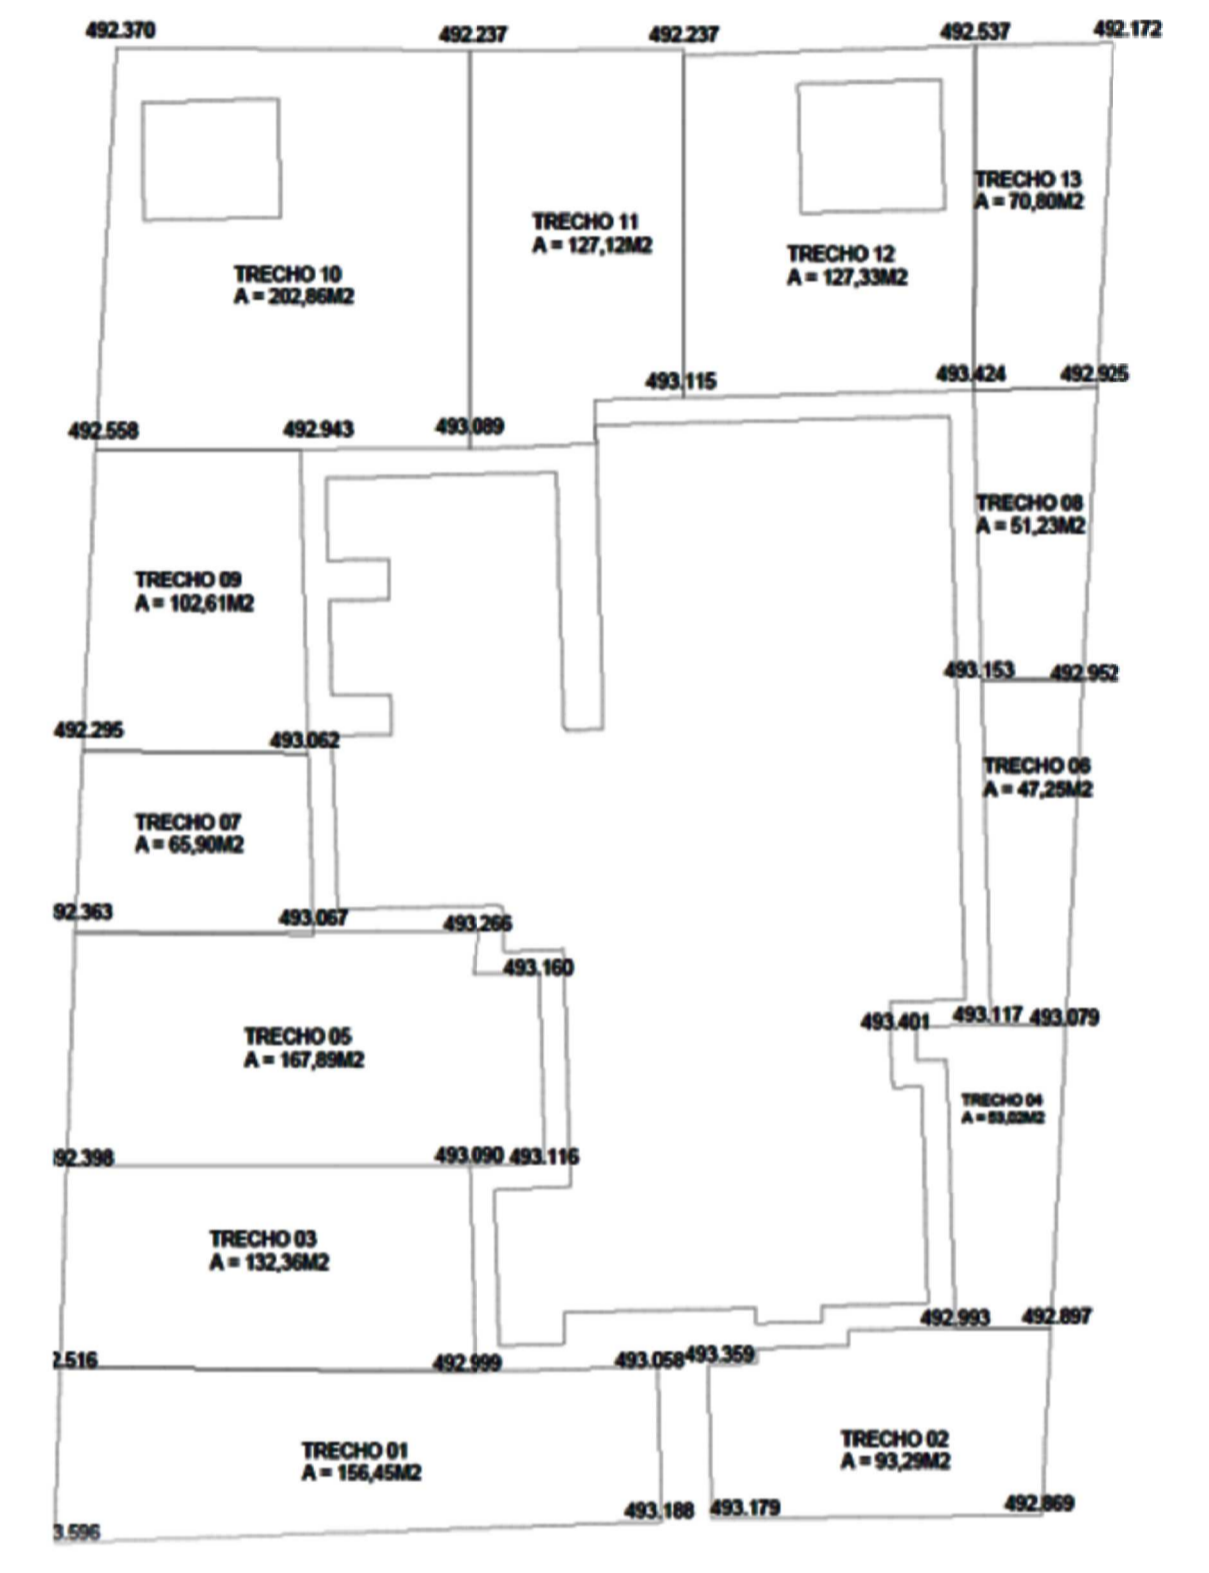 492.370
492.237
492.237
492.537
492.172
TRECHO 13
A = 70,80M2
TRECHO 11
A = 127,12M2
TRECHO 12
A = 127,33M2
TRECHO 10
A = 202,86M2
493.115
493.424
492.925
492.558
492.943
493.089
TRECHO 08
A = 51,23M2
TRECHO 09
A = 102,61M2
493.153
492.952
492.295
493.062
TRECHO 06
A = 47,25M2
TRECHO 07
A = 65,90M2
92.363
493.067
493.266
493.160
493.401
493.117
493.079
TRECHO 05
A = 167,89M2
TRECHO 04
A = 53,02M2
92.398
493.090
493.116
TRECHO 03
A = 132,36M2
492.993
492.897
2.516
492.999
493.058
493.359
TRECHO 01
A = 156,45M2
TRECHO 02
A = 93,29M2
493.188
493.179
492.869
3.596